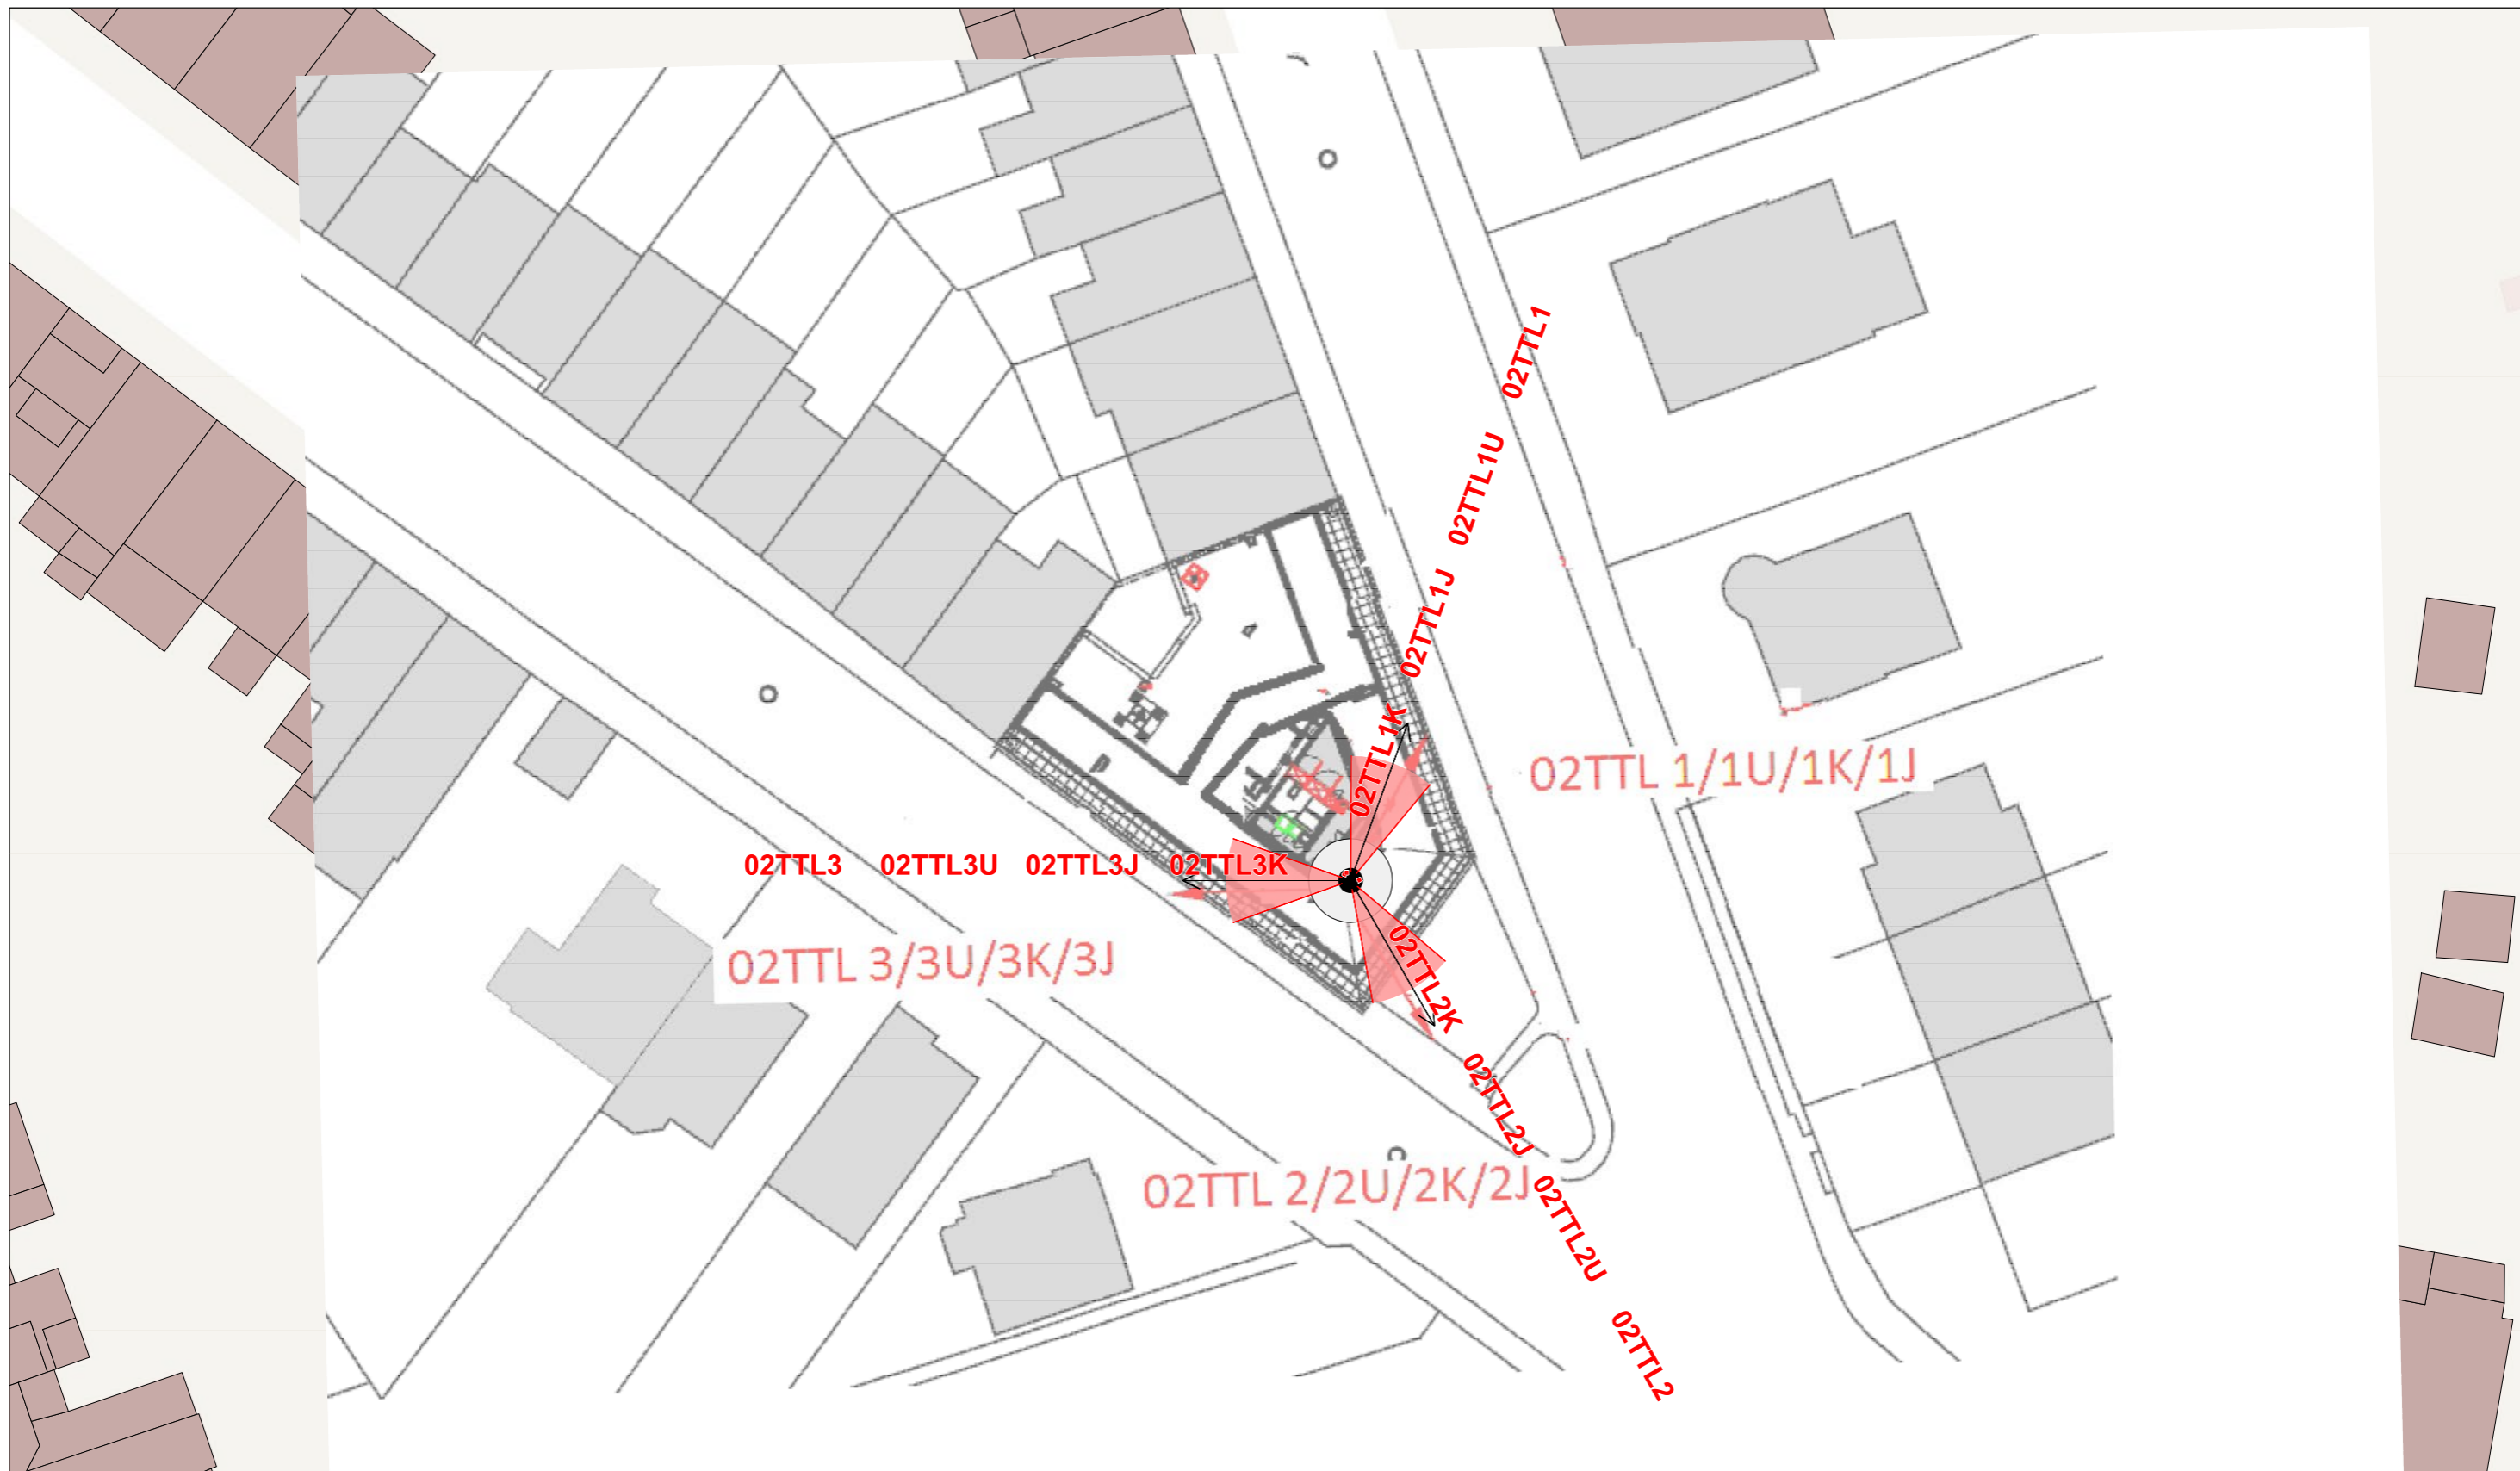 02TTL1
02TTL1U
02TTL1J
02TTL1K
02TTL 1/1U/1K/1J
02TTL3 02TTL3U 02TTL3J 02TTL3K
02TTL 3/3U/3K/3J
02TTL2K
02TTL2J
02TTL 2/2U/2K/2J
02TTL2U
02TTL2